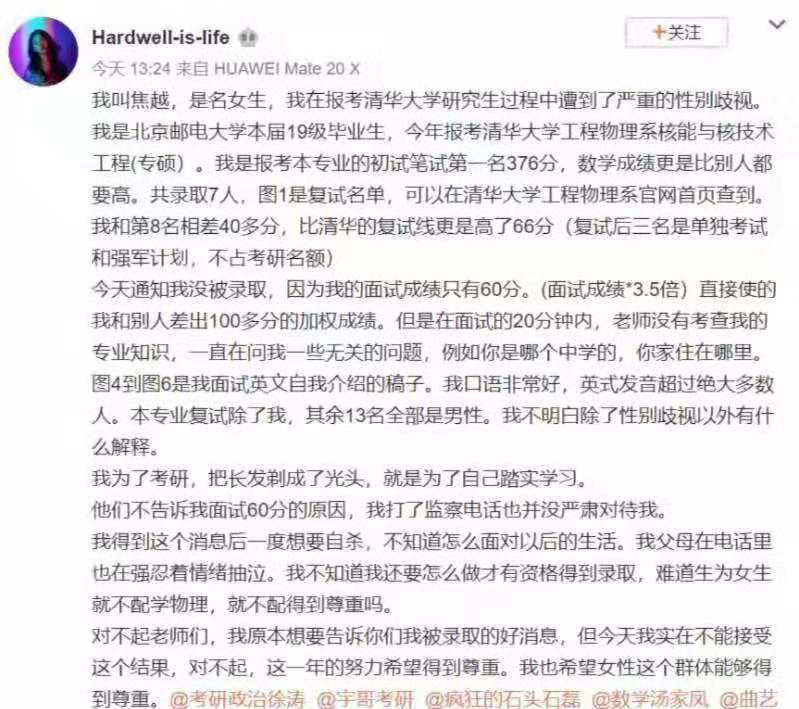 Hardwell-is-life
+关注
今天 13:24 来自 HUAWEI Mate 20 X
我叫焦越，是名女生，我在报考清华大学研究生过程中遭到了严重的性别歧视。
我是北京邮电大学本届19级毕业生，今年报考清华大学工程物理系核能与核技术
工程(专硕）。我是报考本专业的初试笔试第一名376分，数学成绩更是比别人都
要高。共录取7人，图1是复试名单，可以在清华大学工程物理系官网首页查到。
我和第8名相差40多分，比清华的复试线更是高了66分（复试后三名是单独考试
和强军计划，不占考研名额）
今天通知我没被录取，因为我的面试成绩只有60分。(面试成绩*3.5倍）直接使的
我和别人差出100多分的加权成绩。但是在面试的20分钟内，老师没有考查我的
专业知识，一直在问我一些无关的问题，例如你是哪个中学的，你家住在哪里。
图4到图6是我面试英文自我介绍的稿子。我口语非常好，英式发音超过绝大多数
人。本专业复试除了我，其余13名全部是男性。我不明白除了性别歧视以外有什
么解释。
我为了考研，把长发剃成了光头，就是为了自己踏实学习。
他们不告诉我面试60分的原因，我打了监察电话也并没严肃对待我。
我得到这个消息后一度想要自杀，不知道怎么面对以后的生活。我父母在电话里
也在强忍着情绪抽泣。我不知道我还要怎么做才有资格得到录取，难道生为女生
就不配学物理，就不配得到尊重吗。
对不起老师们，我原本想要告诉你们我被录取的好消息，但今天我实在不能接受
这个结果，对不起，这一年的努力希望得到尊重。我也希望女性这个群体能够得
到尊重。@考研政治徐涛 @宇哥考研 @疯狂的石头石磊 @数学汤家凤 @曲艺